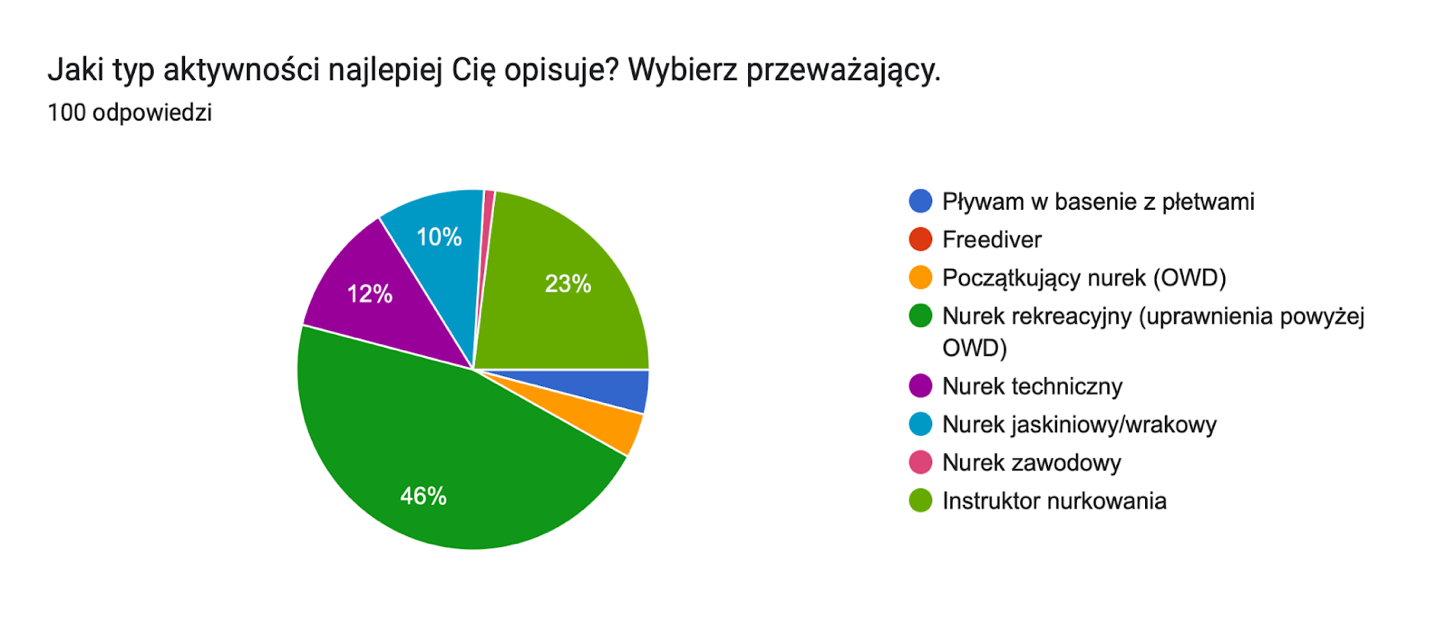 Jaki typ aktywności najlepiej Cię opisuje? Wybierz przeważający.
100 odpowiedzi
10%
23%
12%
46%
Pływam w basenie z płetwami
Freediver
Początkujący nurek (OWD)
Nurek rekreacyjny (uprawnienia powyżej
OWD)
Nurek techniczny
Nurek jaskiniowy/wrakowy
Nurek zawodowy
Instruktor nurkowania